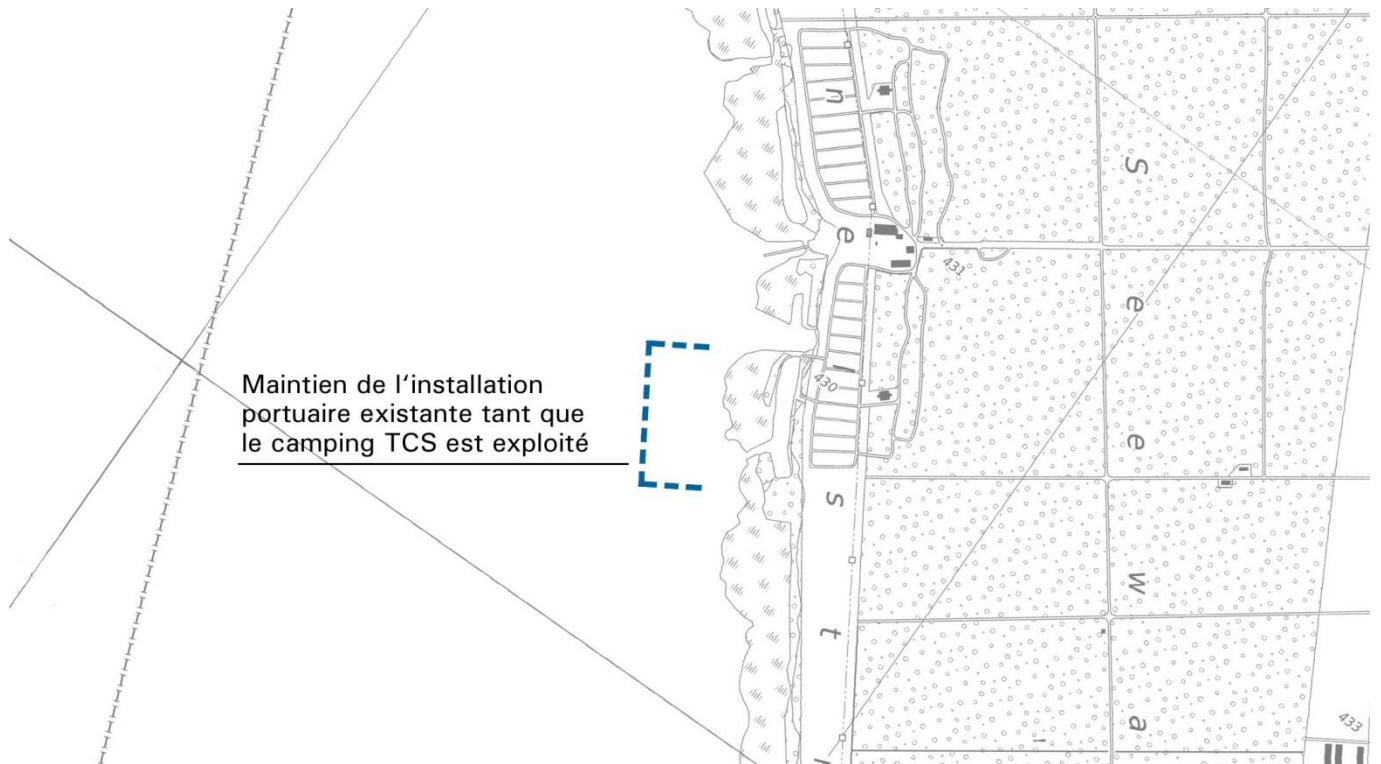 Maintien de l'installation
portuaire existante tant que
le camping TCS est exploité
n
e
s
t
S
e
e
w
a
431
430
433